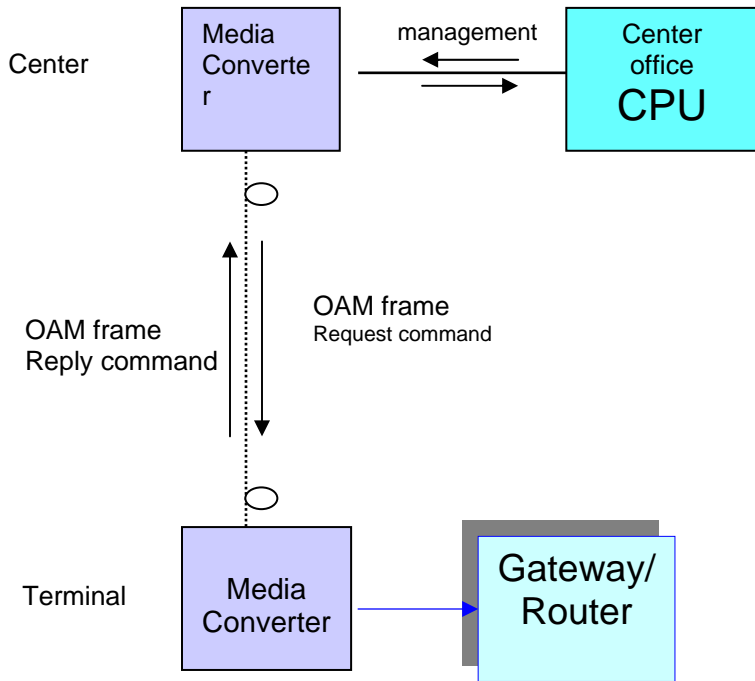 Center
Media
Converte
r
management
Center
office
CPU
OAM frame
Reply command
OAM frame
Request command
Terminal
Media
Converter
Gateway/
Router